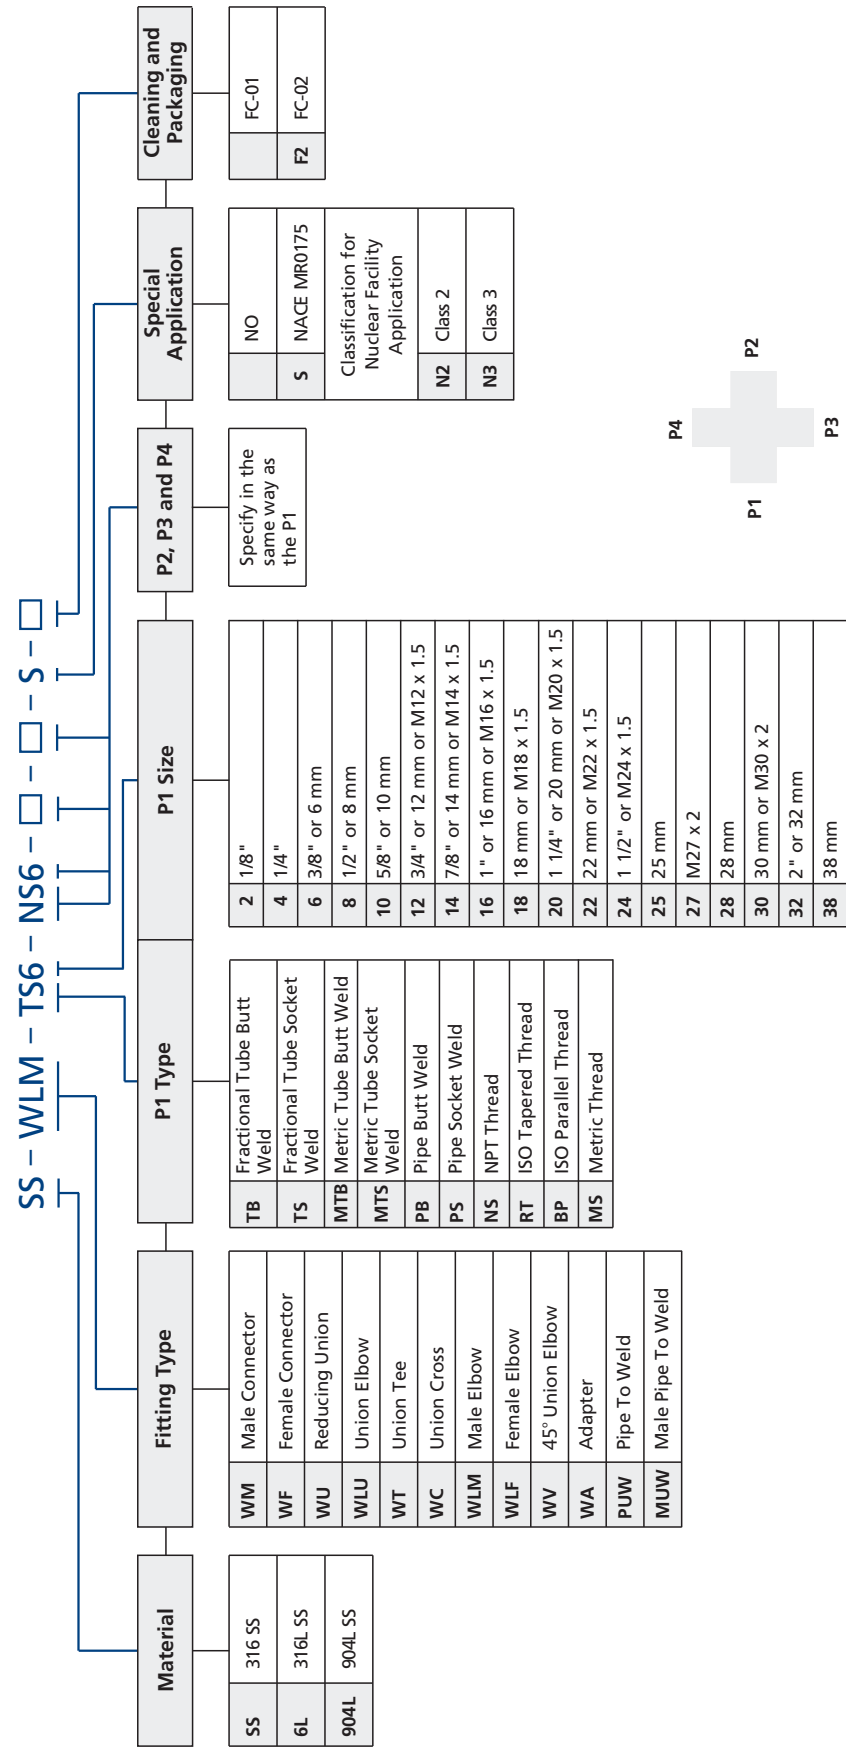 SS – WLM – TS6 – NS6 – □ – □ – S – □
Material
SS 316 SS
6L 316L SS
904L 904L SS
Fitting Type
WM Male Connector
WF Female Connector
WU Reducing Union
WLU Union Elbow
WT Union Tee
WC Union Cross
WLM Male Elbow
WLF Female Elbow
WV 45° Union Elbow
WA Adapter
PUW Pipe To Weld
MUW Male Pipe To Weld
P1 Type
TB Fractional Tube Butt
Weld
TS Fractional Tube Socket
Weld
MTB Metric Tube Butt Weld
MTS Metric Tube Socket
Weld
PB Pipe Butt Weld
PS Pipe Socket Weld
NS NPT Thread
RT ISO Tapered Thread
BP ISO Parallel Thread
MS Metric Thread
P1 Size
2 1/8"
4 1/4"
6 3/8" or 6 mm
8 1/2" or 8 mm
10 5/8" or 10 mm
12 3/4" or 12 mm or M12 x 1.5
14 7/8" or 14 mm or M14 x 1.5
16 1" or 16 mm or M16 x 1.5
18 18 mm or M18 x 1.5
20 1 1/4" or 20 mm or M20 x 1.5
22 22 mm or M22 x 1.5
24 1 1/2" or M24 x 1.5
25 25 mm
27 M27 x 2
28 28 mm
30 30 mm or M30 x 2
32 2" or 32 mm
38 38 mm
P2, P3 and P4
Specify in the
same way as
the P1
Special
Application
NO
S NACE MR0175
Classification for
Nuclear Facility
Application
N2 Class 2
N3 Class 3
Cleaning and
Packaging
FC-01
F2 FC-02
P4
P1
P2
P3